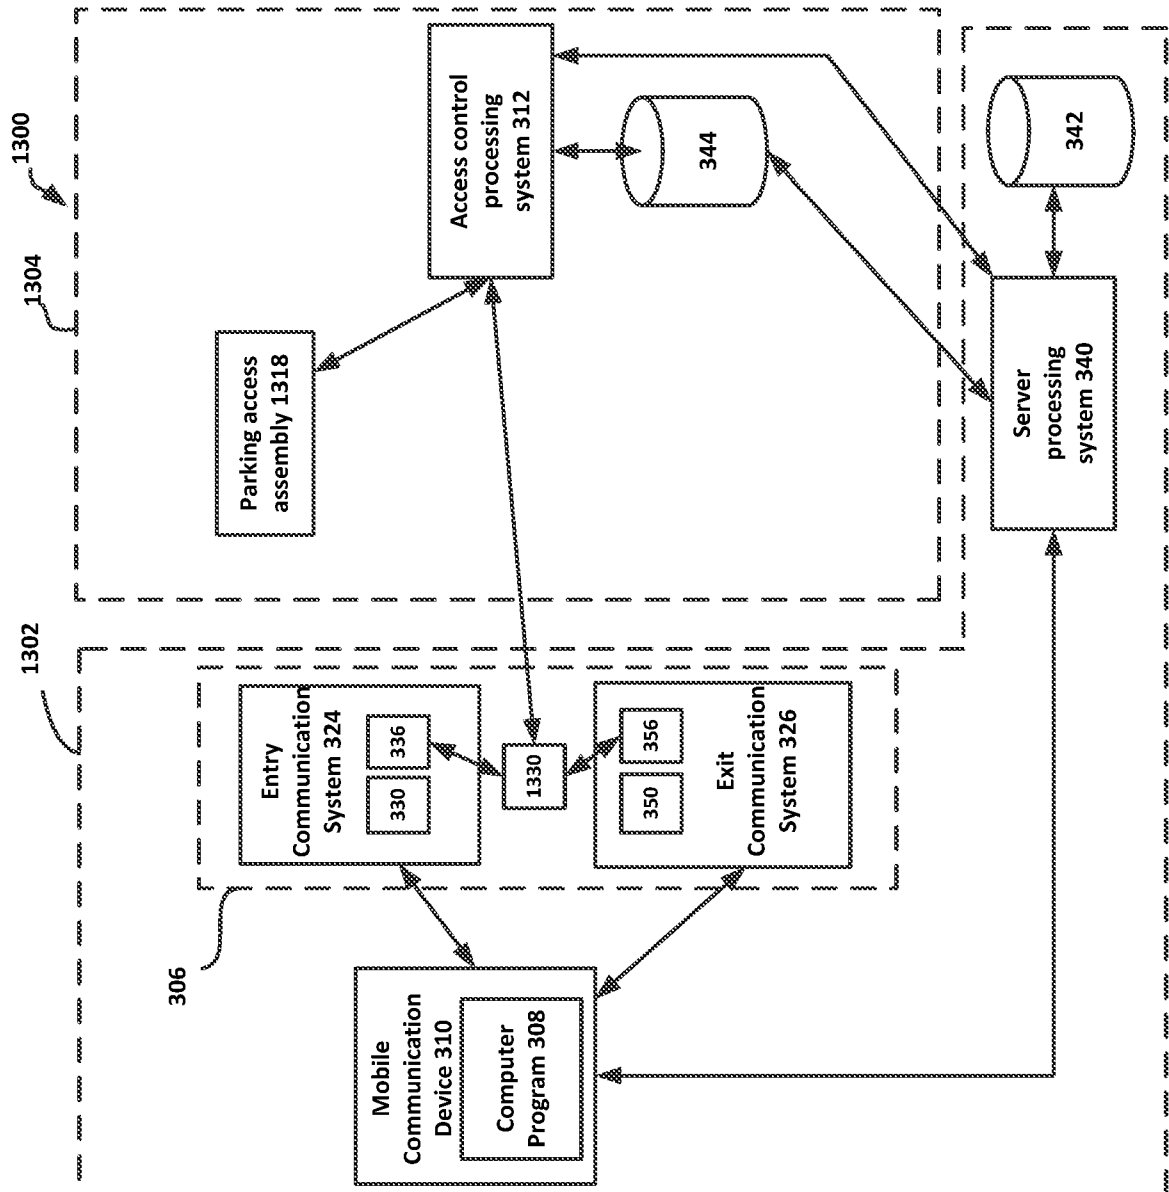 1300
1304
1302
306
Mobile
Communication
Device 310
Computer
Program 308
Entry
Communication
System 324
330
336
1330
350
356
Exit
Communication
System 326
Parking access
assembly 1318
Access control
processing
system 312
344
Server
processing
system 340
342